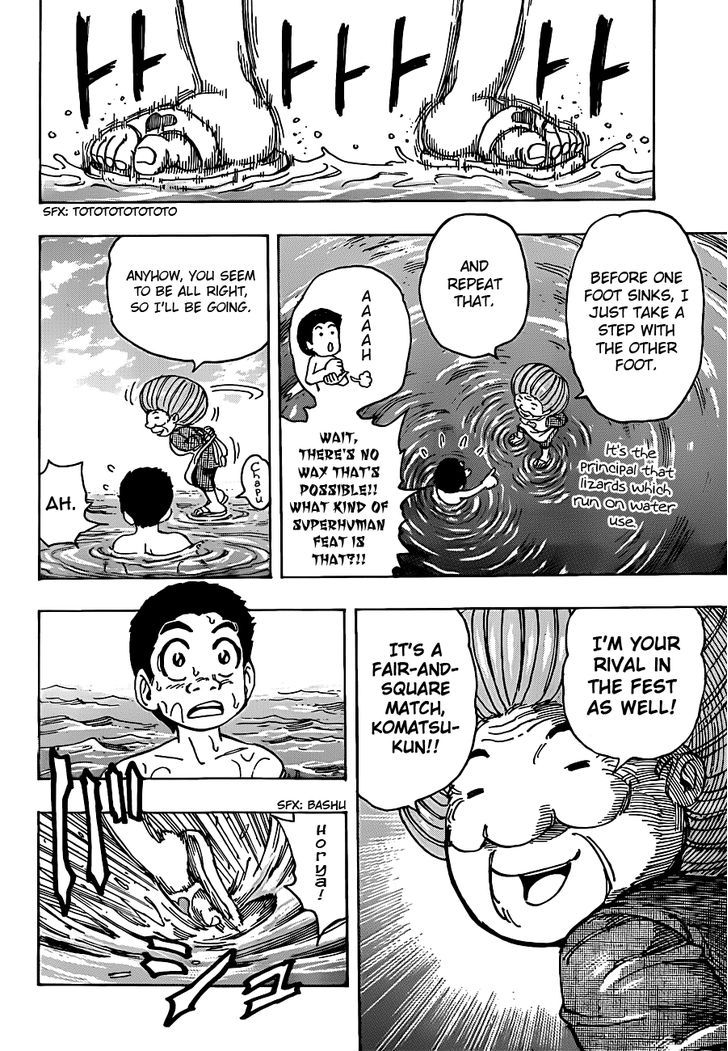 トト トトト トト
SFX: TOTOTOTOTOTOTO
BEFORE ONE
FOOT SINKS, I
JUST TAKE A
STEP WITH
THE OTHER
FOOT.
AND
REPEAT
THAT.
It's the
principal that
lizards which
run on water
use.
AAAAH
WAIT,
THERE'S NO
WAY THAT'S
POSSIBLE!!
WHAT KIND OF
SUPERHUMAN
FEAT IS
THAT?!!
ANYHOW, YOU SEEM
TO BE ALL RIGHT,
SO I'LL BE GOING.
Chapu
AH.
I'M YOUR
RIVAL IN
THE FEST
AS WELL!
IT'S A
FAIR-AND-
SQUARE
MATCH,
KOMATSU-
KUN!!
SFX: BASHU
Horya!
バシュ